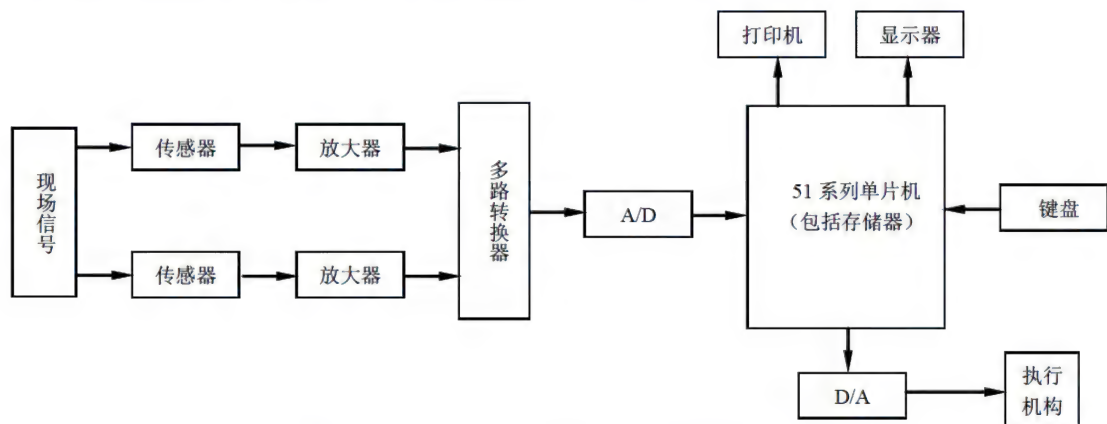 打印机
显示器
现场信号
传感器
放大器
多路转换器
A/D
51 系列单片机
（包括存储器）
键盘
传感器
放大器
D/A
执行
机构